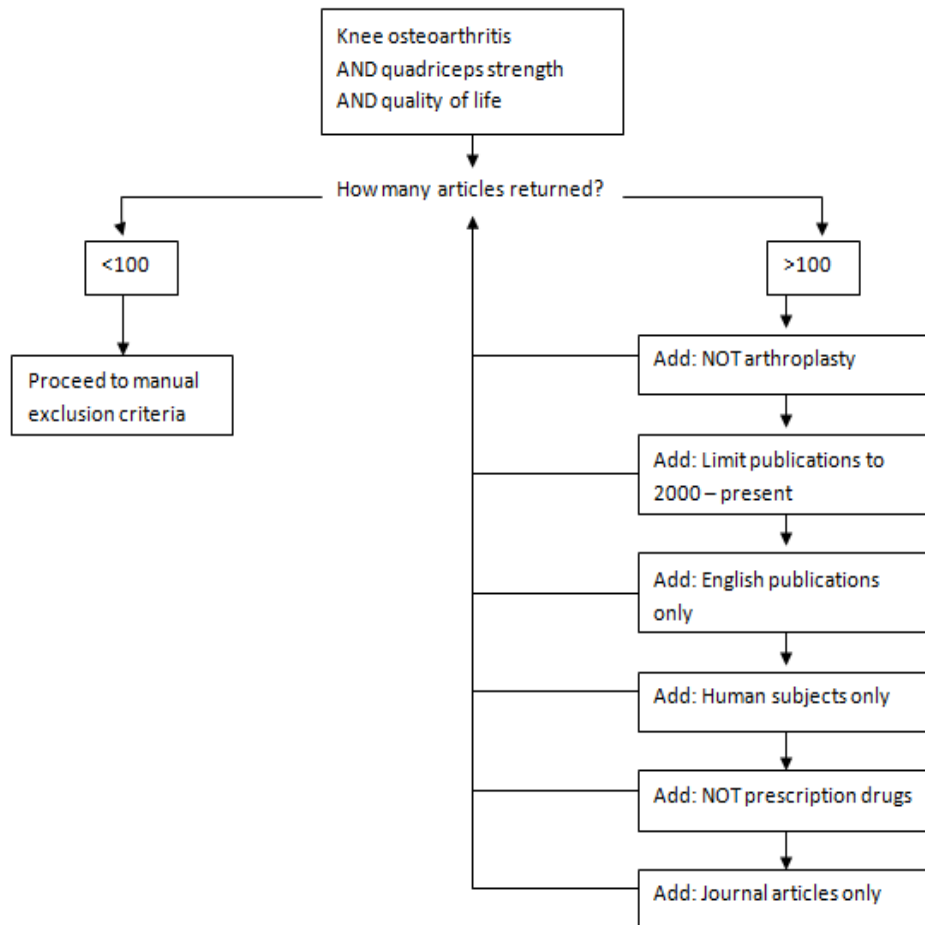 Knee osteoarthritis
AND quadriceps strength
AND quality of life
How many articles returned?
<100
>100
Proceed to manual
exclusion criteria
Add: NOT arthroplasty
Add: Limit publications to
2000 – present
Add: English publications
only
Add: Human subjects only
Add: NOT prescription drugs
Add: Journal articles only